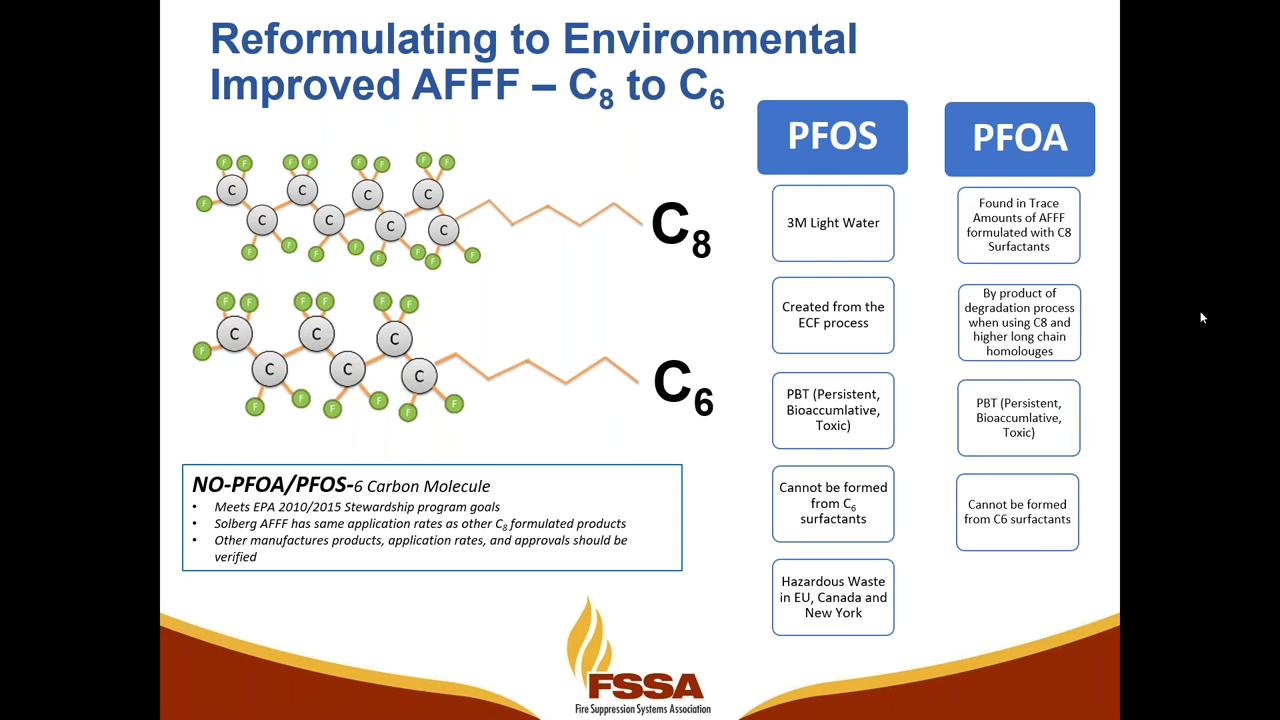 Reformulating to Environmental
Improved AFFF – C₈ to C₆
F F F F F F F F
C C C C
F
C C C C
F F F F F F F F
C₈
F F F F F F
C C C
F
C C C
F F F F F F
C₆
NO-PFOA/PFOS-6 Carbon Molecule
• Meets EPA 2010/2015 Stewardship program goals
• Solberg AFFF has same application rates as other C₈ formulated products
• Other manufactures products, application rates, and approvals should be
verified
PFOS
3M Light Water
Created from the
ECF process
PBT (Persistent,
Bioaccumlative,
Toxic)
Cannot be formed
from C₆
surfactants
Hazardous Waste
in EU, Canada and
New York
PFOA
Found in Trace
Amounts of AFFF
formulated with C8
Surfactants
By product of
degradation process
when using C8 and
higher long chain
homolouges
PBT (Persistent,
Bioaccumlative,
Toxic)
Cannot be formed
from C6 surfactants
FSSA
Fire Suppression Systems Association